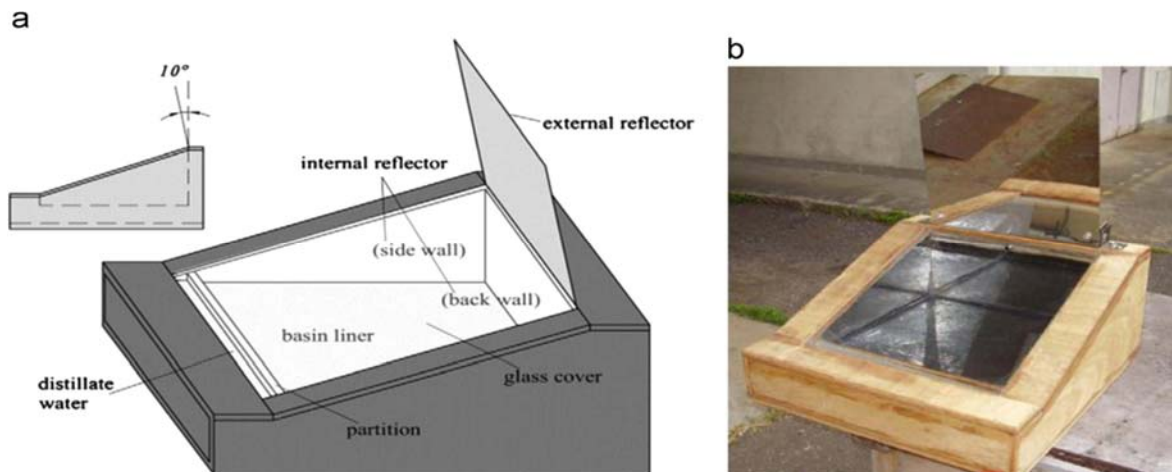 a
10°
external reflector
internal reflector
(side wall)
(back wall)
basin liner
glass cover
distillate
water
partition
b